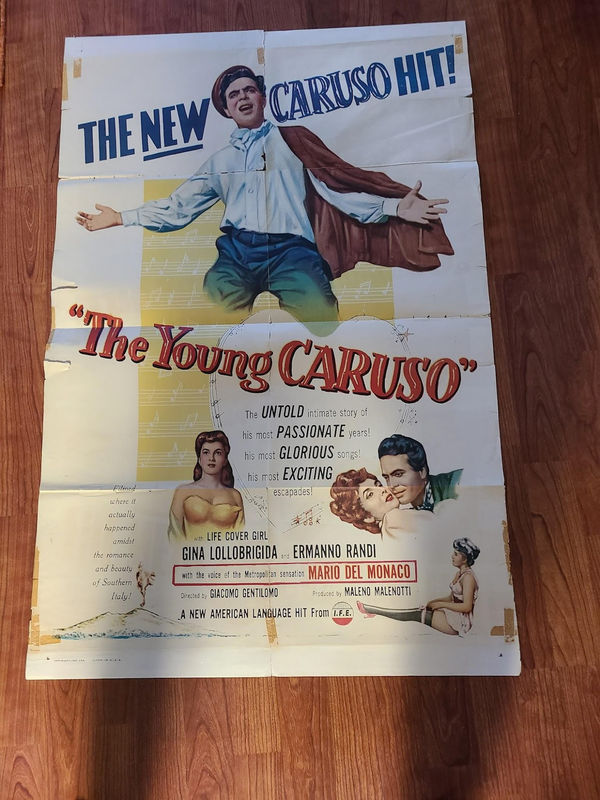 THE NEW CARUSO HIT!
"The Young CARUSO"
The UNTOLD intimate story of
his most PASSIONATE years!
his most GLORIOUS songs!
his most EXCITING
escapades!
Filmed
where it
actually
happened
amidst
the romance
and beauty
of Southern
Italy!
with LIFE COVER GIRL
GINA LOLLOBRIGIDA and ERMANNO RANDI
with the voice of the Metropolitan sensation MARIO DEL MONACO
Directed by GIACOMO GENTILOMO Produced by MALENO MALENOTTI
A NEW AMERICAN LANGUAGE HIT From I.F.E.